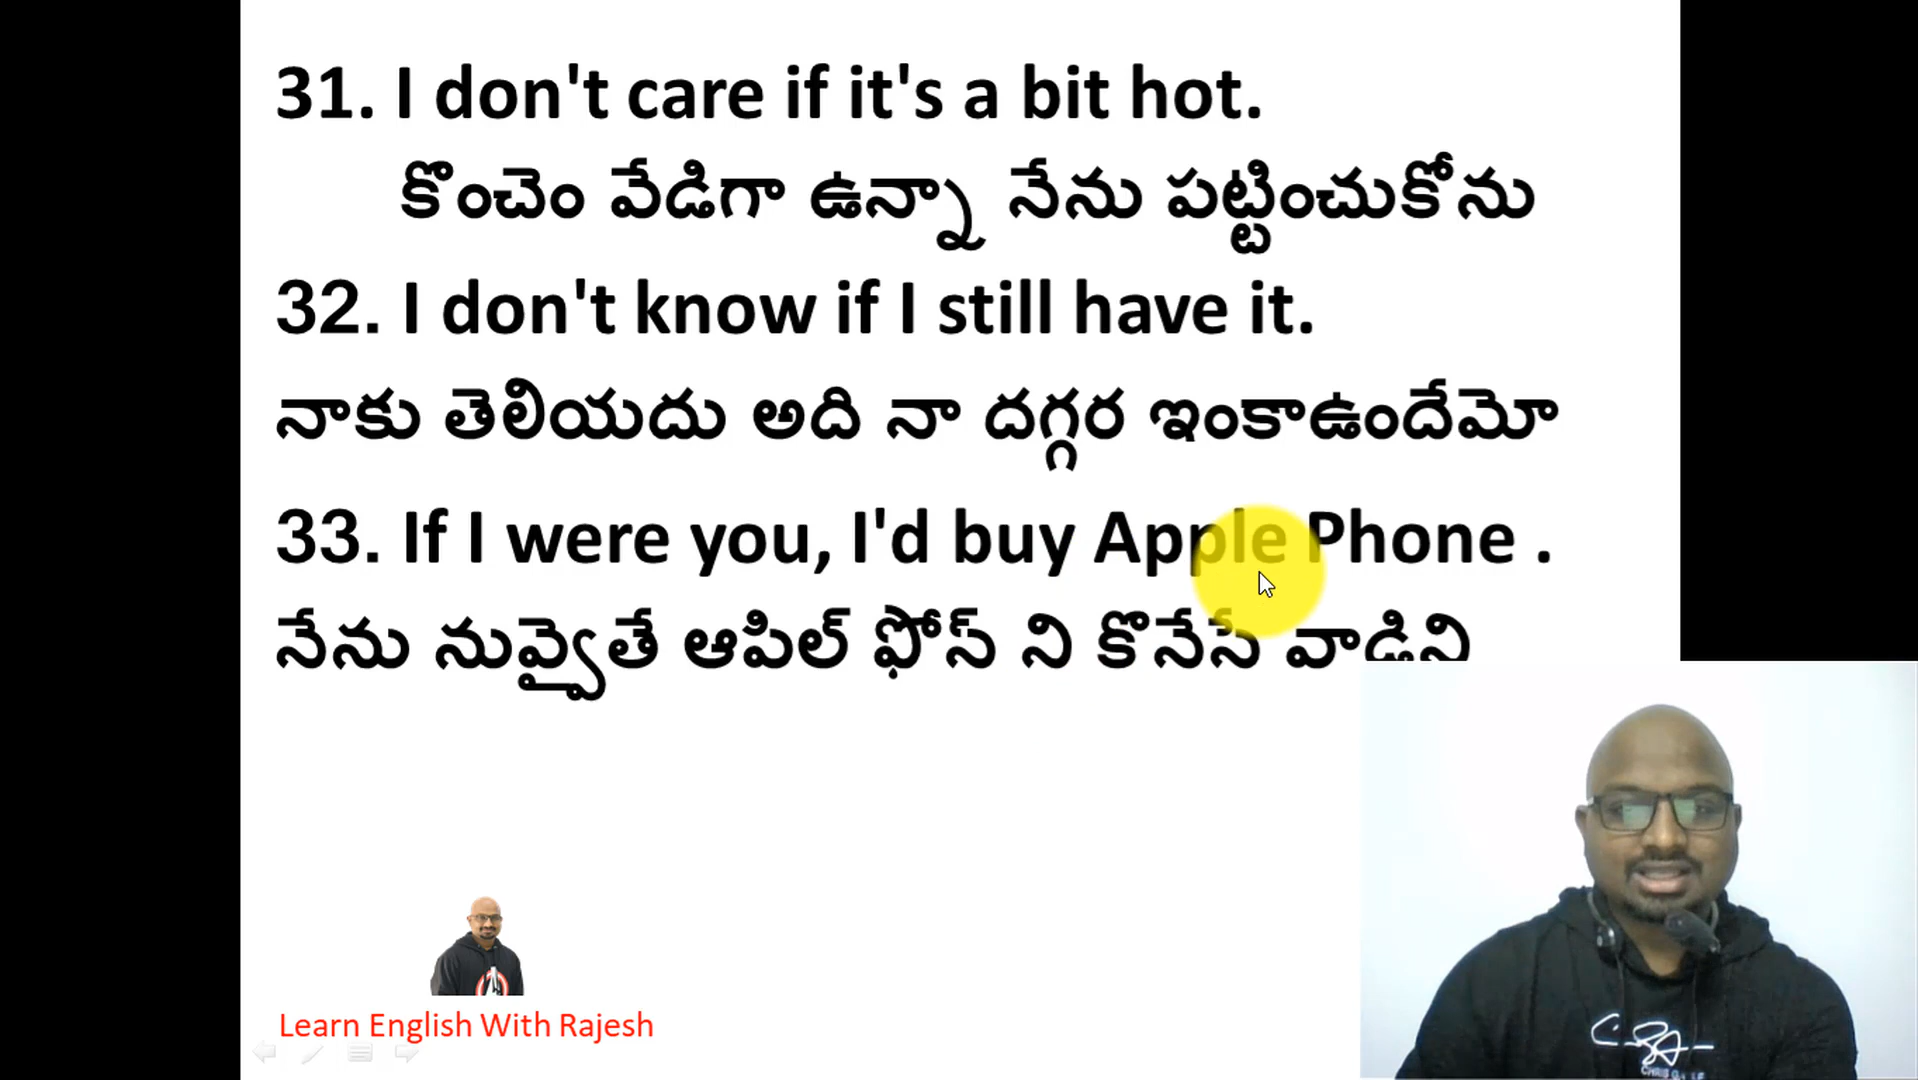 31. I don't care if it's a bit hot.
కొంచెం వేడిగా ఉన్నా నేను పట్టించుకోను
32. I don't know if I still have it.
నాకు తెలియదు అది నా దగ్గర ఇంకాఉందేమో
33. If I were you, I'd buy Apple Phone .
నేను నువ్వైతే ఆపిల్ ఫోన్ ని కొనేసే వాడిని
Learn English With Rajesh